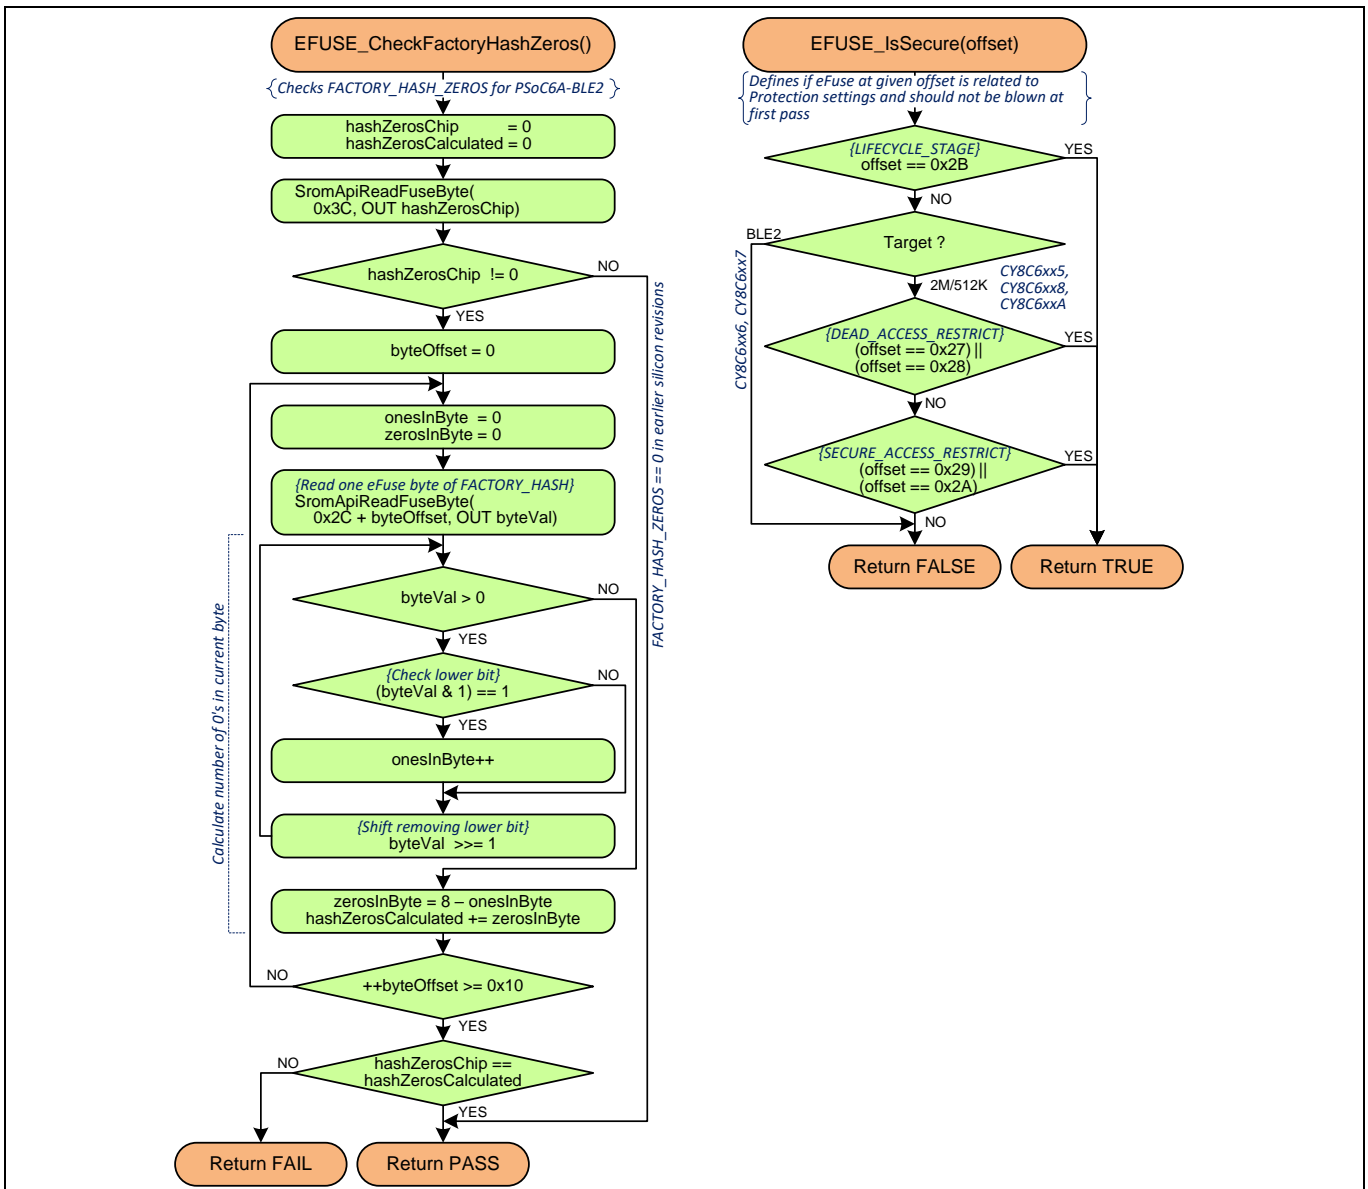 EFUSE_CheckFactoryHashZeros()
Checks FACTORY_HASH_ZEROS for PSoC6A-BLE2
hashZerosChip = 0
hashZerosCalculated = 0
SromApiReadFuseByte(
0x3C, OUT hashZerosChip)
hashZerosChip != 0
NO
YES
byteOffset = 0
onesInByte = 0
zerosInByte = 0
{Read one eFuse byte of FACTORY_HASH}
SromApiReadFuseByte(
0x2C + byteOffset, OUT byteVal)
byteVal > 0
NO
YES
{Check lower bit}
(byteVal & 1) == 1
NO
YES
onesInByte++
{Shift removing lower bit}
byteVal >>= 1
zerosInByte = 8 – onesInByte
hashZerosCalculated += zerosInByte
Calculate number of 0's in current byte
NO
++byteOffset >= 0x10
YES
NO
hashZerosChip ==
hashZerosCalculated
YES
FACTORY_HASH_ZEROS == 0 in earlier silicon revisions
Return FAIL
Return PASS
EFUSE_IsSecure(offset)
Defines if eFuse at given offset is related to
Protection settings and should not be blown at
first pass
{LIFECYCLE_STAGE}
offset == 0x2B
YES
NO
BLE2
Target ?
CY8C6xx6, CY8C6xx7
2M/512K
CY8C6xx5,
CY8C6xx8,
CY8C6xxA
{DEAD_ACCESS_RESTRICT}
(offset == 0x27) ||
(offset == 0x28)
YES
NO
{SECURE_ACCESS_RESTRICT}
(offset == 0x29) ||
(offset == 0x2A)
YES
NO
Return FALSE
Return TRUE